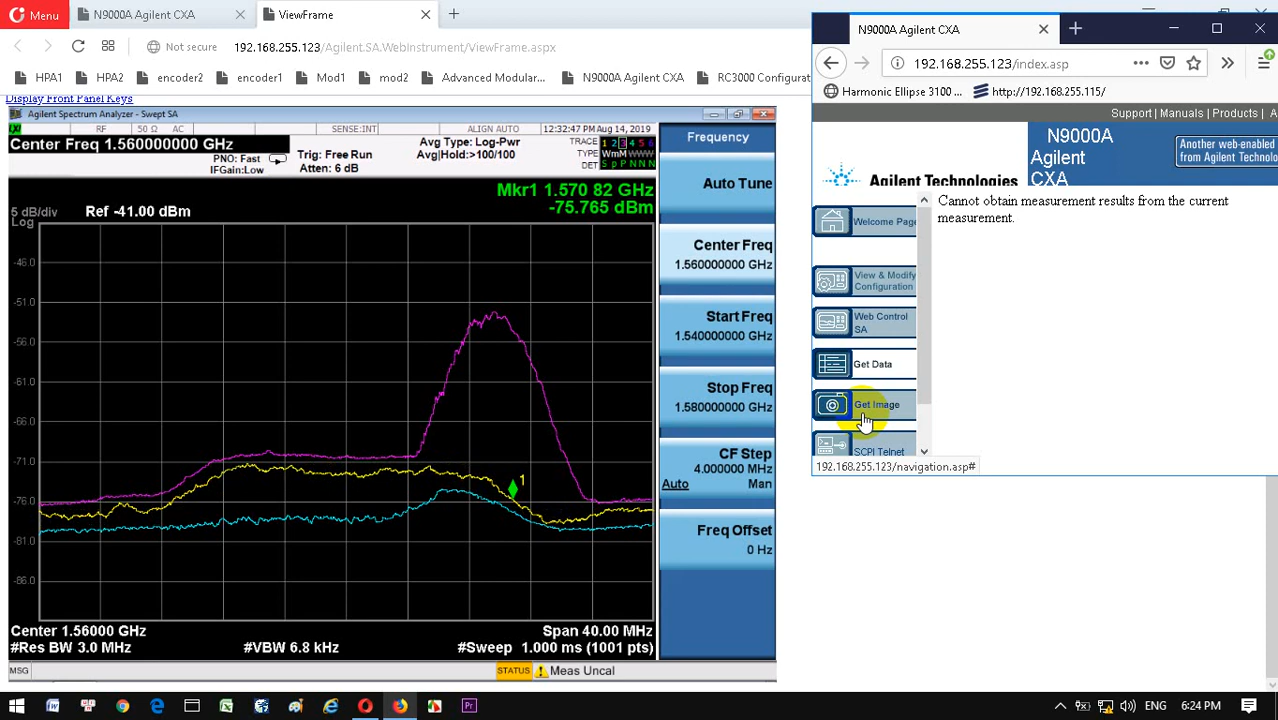 Menu
N9000A Agilent CXA
ViewFrame
Not secure
192.168.255.123/Agilent.SA.WebInstrument/ViewFrame.aspx
HPA1
HPA2
encoder2
encoder1
Mod1
mod2
Advanced Modular...
N9000A Agilent CXA
RC3000 Configurat
Display Front Panel Keys
Agilent Spectrum Analyzer - Swept SA
RF
50 Ω
AC
SENSE:INT
ALIGN AUTO
12:32:47 PM Aug 14, 2019
Center Freq 1.560000000 GHz
PNO: Fast
IFGain:Low
Trig: Free Run
Atten: 6 dB
Avg Type: Log-Pwr
Avg|Hold:>100/100
TRACE 1 2 3 4 5 6
TYPE
DET
Mkr1 1.570 82 GHz
-75.765 dBm
5 dB/div
Ref -41.00 dBm
Log
-46.0
-51.0
-56.0
-61.0
-66.0
-71.0
-76.0
-81.0
-86.0
1
Center 1.56000 GHz
Span 40.00 MHz
#Res BW 3.0 MHz
#VBW 6.8 kHz
#Sweep 1.000 ms (1001 pts)
MSG
STATUS
Meas Uncal
Frequency
Auto Tune
Center Freq
1.560000000 GHz
Start Freq
1.540000000 GHz
Stop Freq
1.580000000 GHz
CF Step
4.000000 MHz
Auto
Man
Freq Offset
0 Hz
N9000A Agilent CXA
192.168.255.123/index.asp
Harmonic Ellipse 3100 ...
http://192.168.255.115/
Support | Manuals | Products | A
Agilent Technologies
N9000A
Agilent
CXA
Another web-enabled
from Agilent Technolo
Welcome Page
View & Modify
Configuration
Web Control
SA
Get Data
Get Image
SCPI Telnet
Cannot obtain measurement results from the current
measurement.
192.168.255.123/navigation.asp#
ENG
6:24 PM